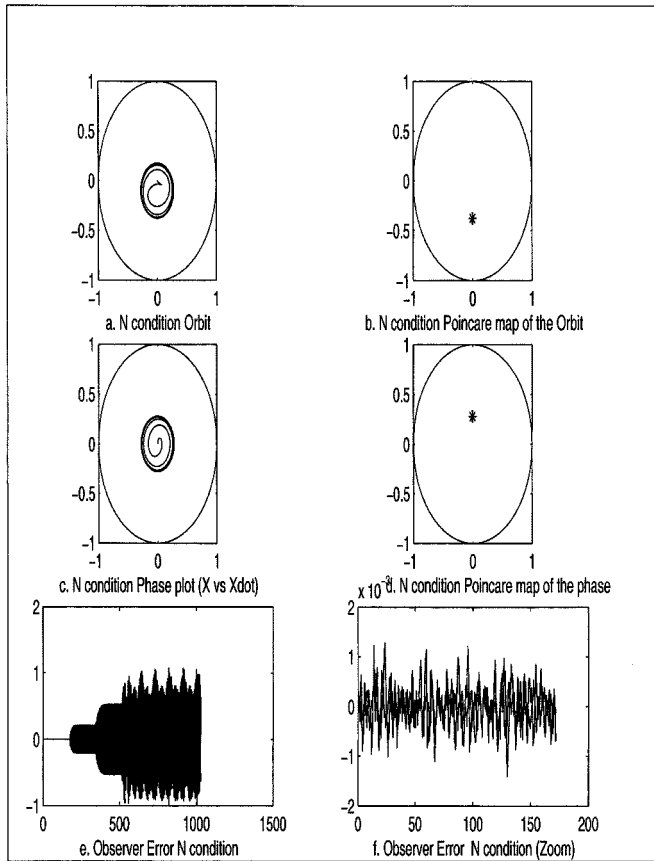 1
1
0.5
0.5
0
0
-0.5
-0.5
-1
-1
-1 0 1
-1 0 1
a. N condition Orbit
b. N condition Poincare map of the Orbit
1
1
0.5
0.5
0
0
-0.5
-0.5
-1
-1
-1 0 1
-1 0 1
c. N condition Phase plot (X vs Xdot)
x 10^-3
d. N condition Poincare map of the phase
2
2
1
1
0
0
-1
-1
-2
0 500 1000 1500
0 50 100 150 200
e. Observer Error N condition
f. Observer Error N condition (Zoom)